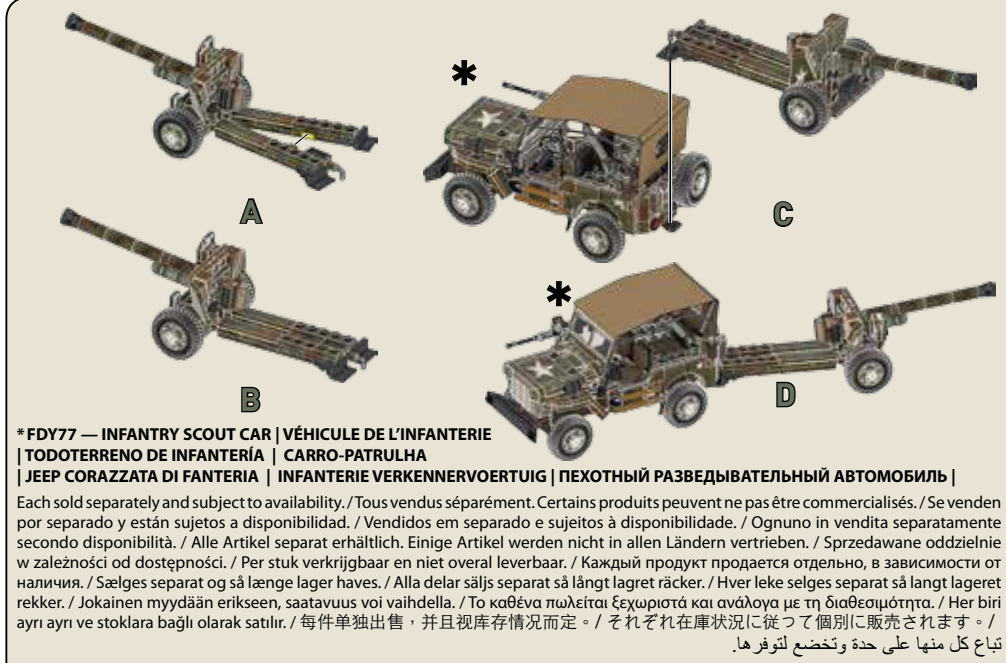 A
*
C
B
*
D
* FDY77 — INFANTRY SCOUT CAR | VÉHICULE DE L’INFANTERIE
| TODOTERRENO DE INFANTERÍA | CARRO-PATRULHA
| JEEP CORAZZATA DI FANTERIA | INFANTERIE VERKENNERVOERTUIG | ПЕХОТНЫЙ РАЗВЕДЫВАТЕЛЬНЫЙ АВТОМОБИЛЬ |
Each sold separately and subject to availability. / Tous vendus séparément. Certains produits peuvent ne pas être commercialisés. / Se venden
por separado y están sujetos a disponibilidad. / Vendidos em separado e sujeitos à disponibilidade. / Ognuno in vendita separatamente
secondo disponibilità. / Alle Artikel separat erhältlich. Einige Artikel werden nicht in allen Ländern vertrieben. / Sprzedawane oddzielnie
w zależności od dostępności. / Per stuk verkrijgbaar en niet overal leverbaar. / Каждый продукт продается отдельно, в зависимости от
наличия. / Sælges separat og så længe lager haves. / Alla delar säljs separat så långt lagret räcker. / Hver leke selges separat så langt lageret
rekker. / Jokainen myydään erikseen, saatavuus voi vaihdella. / Το καθένα πωλείται ξεχωριστά και ανάλογα με τη διαθεσιμότητα. / Her biri
ayrı ayrı ve stoklara bağlı olarak satılır. / 每件单独出售，并且视库存情况而定。/ それぞれ在庫状況に従つて個別に販売されます。/
تباع كل منها على حدة وتخضع لتوفرها.